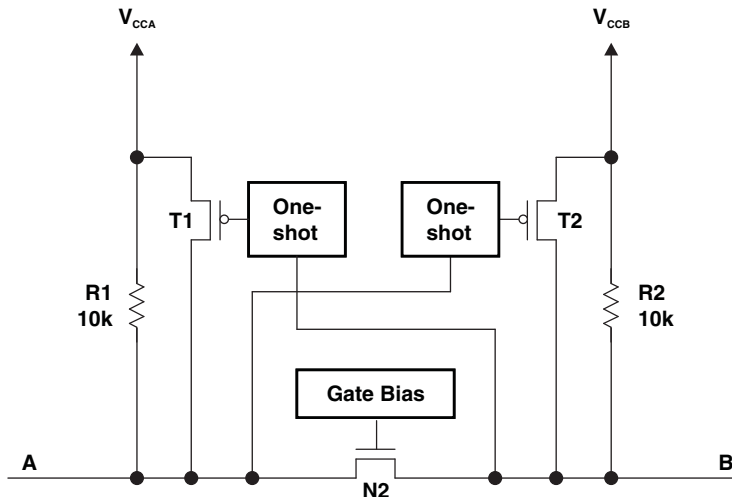 VCCA
VCCB
One-
shot
One-
shot
T1
T2
R1
10k
R2
10k
Gate Bias
A
B
N2